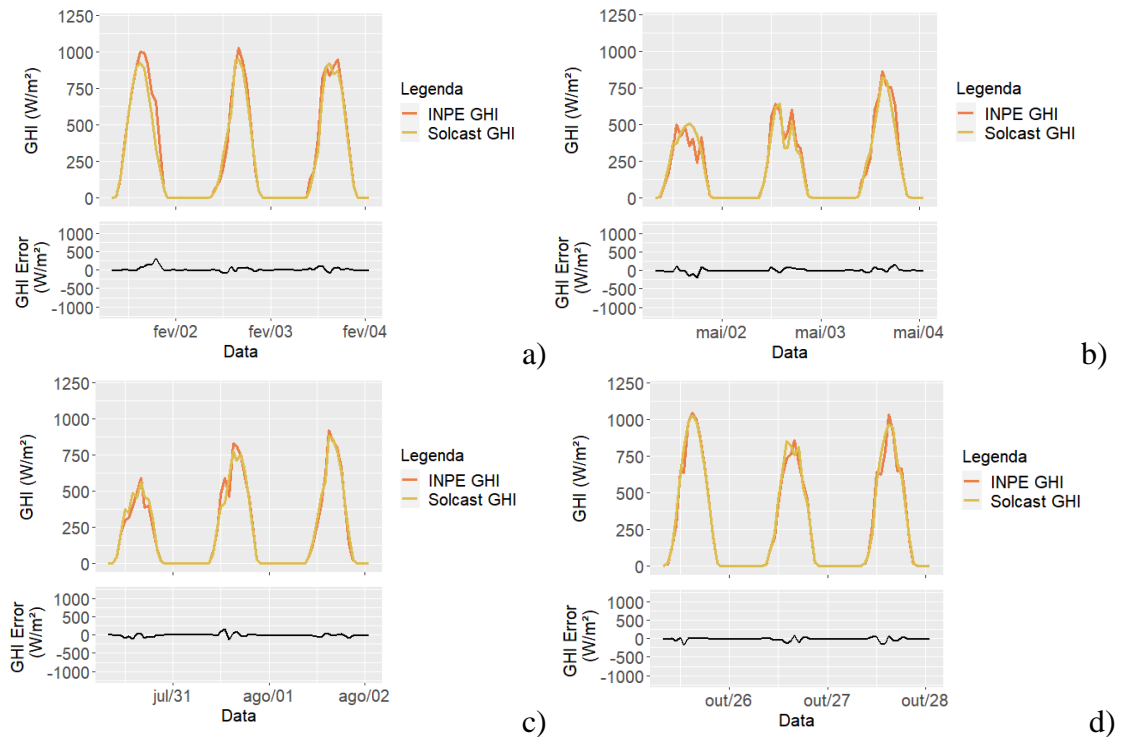 1250
1000
750
500
250
0
GHI (W/m²)
Legenda
INPE GHI
Solcast GHI
1000
500
0
-500
-1000
GHI Error
(W/m²)
fev/02
fev/03
fev/04
Data
a)
1250
1000
750
500
250
0
GHI (W/m²)
Legenda
INPE GHI
Solcast GHI
1000
500
0
-500
-1000
GHI Error
(W/m²)
mai/02
mai/03
mai/04
Data
b)
1250
1000
750
500
250
0
GHI (W/m²)
Legenda
INPE GHI
Solcast GHI
1000
500
0
-500
-1000
GHI Error
(W/m²)
jul/31
ago/01
ago/02
Data
c)
1250
1000
750
500
250
0
GHI (W/m²)
Legenda
INPE GHI
Solcast GHI
1000
500
0
-500
-1000
GHI Error
(W/m²)
out/26
out/27
out/28
Data
d)